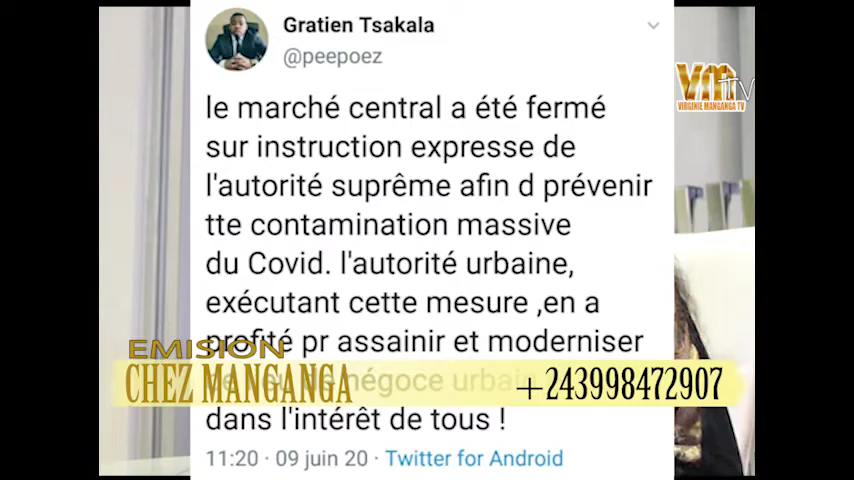 Gratien Tsakala
@peepoez
le marché central a été fermé
sur instruction expresse de
l'autorité suprême afin d prévenir
tte contamination massive
du Covid. l'autorité urbaine,
exécutant cette mesure ,en a
profité pr assainir et moderniser
négoce
dans l'intérêt de tous !
11:20 · 09 juin 20 · Twitter for Android
VM TV
VIRGINIE MANGANGA TV
EMISION
CHEZ MANGANGA
+243998472907